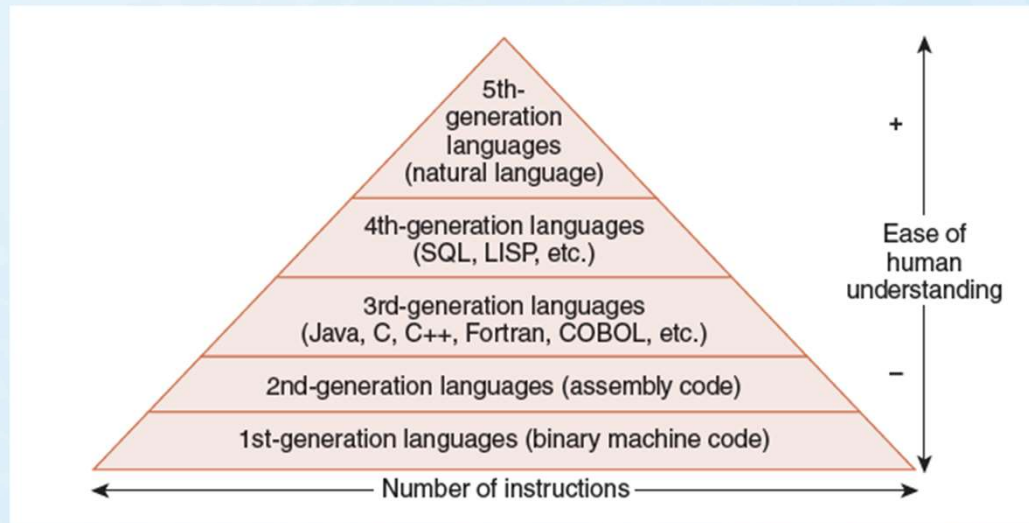 5th-
generation
languages
(natural language)
4th-generation languages
(SQL, LISP, etc.)
3rd-generation languages
(Java, C, C++, Fortran, COBOL, etc.)
2nd-generation languages (assembly code)
1st-generation languages (binary machine code)
Number of instructions
+
Ease of
human
understanding
–